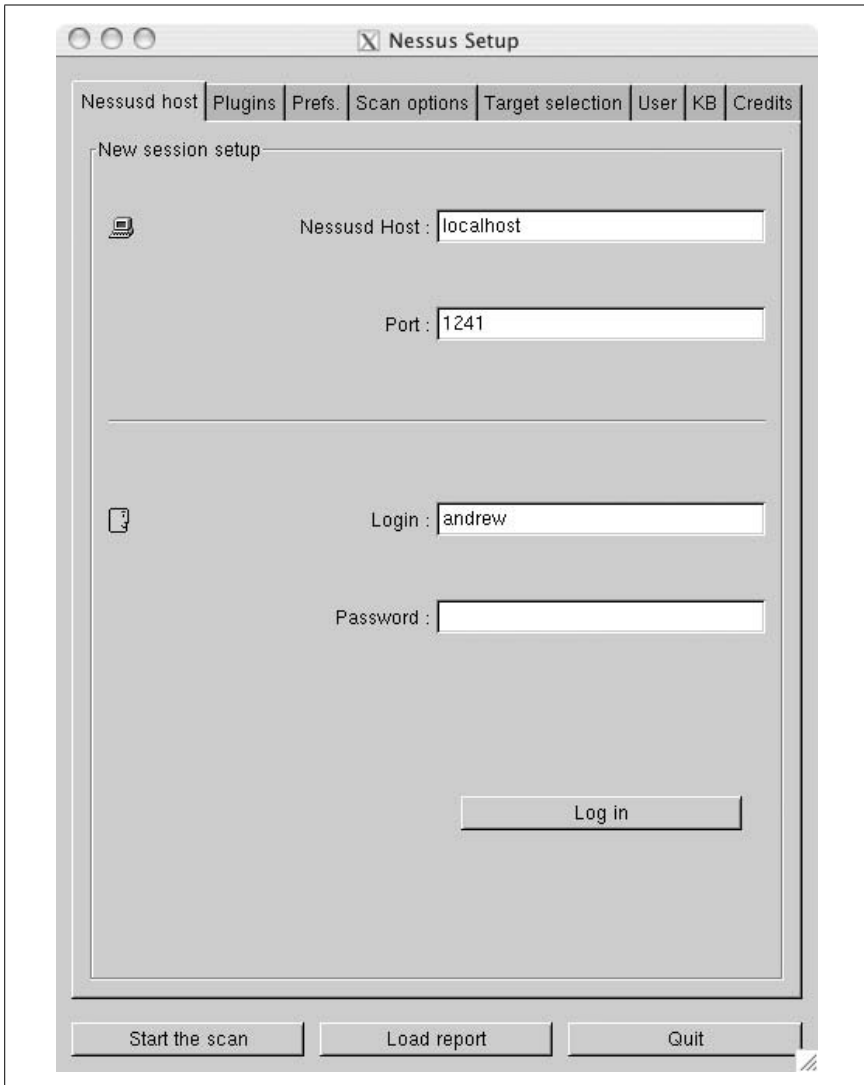 Nessus Setup
Nessusd host Plugins Prefs. Scan options Target selection User KB Credits
New session setup
Nessusd Host : localhost
Port : 1241
Login : andrew
Password :
Log in
Start the scan Load report Quit